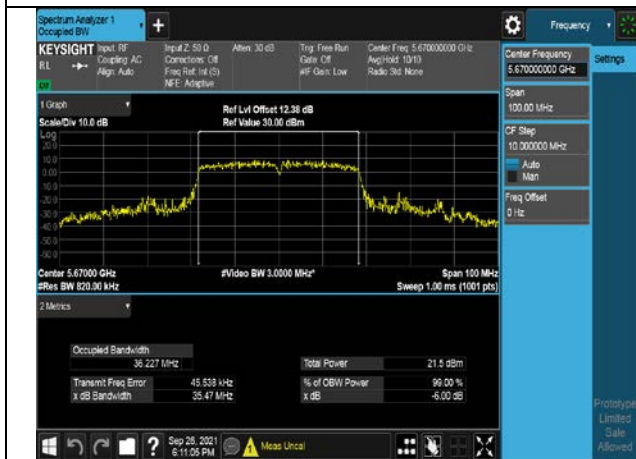 Spectrum Analyzer 1
Occupied BW
+
Frequency
KEYSIGHT
RL
Input: RF
Coupling: AC
Align: Auto
Input Z: 50 Ω
Corrections: Off
Freq Ref: Int (S)
NFE: Adaptive
Atten: 30 dB
Trig: Free Run
Gate: Off
#IF Gain: Low
Center Freq: 5.670000000 GHz
Avg|Hold: 10/10
Radio Std: None
Center Frequency
5.670000000 GHz
Settings
Span
100.00 MHz
CF Step
10.000000 MHz
Auto
Man
Freq Offset
0 Hz
1 Graph
Scale/Div 10.0 dB
Ref Lvl Offset 12.38 dB
Ref Value 30.00 dBm
Log
20.0
10.0
0.00
-10.0
-20.0
-30.0
-40.0
-50.0
-60.0
Center 5.67000 GHz
#Res BW 820.00 kHz
#Video BW 3.0000 MHz*
Span 100 MHz
Sweep 1.00 ms (1001 pts)
2 Metrics
Occupied Bandwidth
36.227 MHz
Total Power
21.5 dBm
Transmit Freq Error
45.538 kHz
% of OBW Power
99.00 %
x dB Bandwidth
35.47 MHz
x dB
-6.00 dB
Prototype
Limited
Sale
Allowed
?
Sep 28, 2021
6:11:05 PM
Meas Uncal